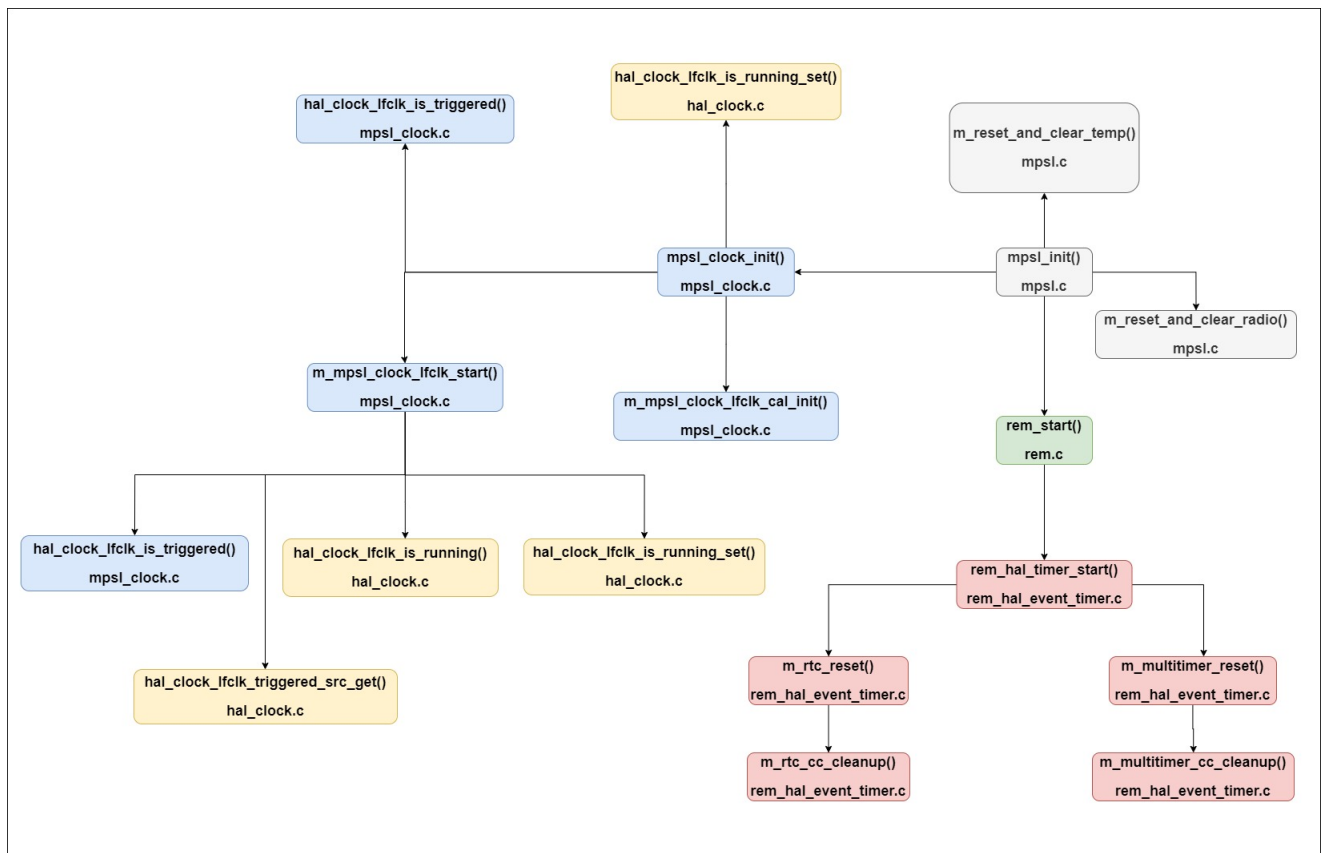 hal_clock_lfclk_is_running_set()
hal_clock.c
hal_clock_lfclk_is_triggered()
mpsl_clock.c
m_reset_and_clear_temp()
mpsl.c
mpsl_clock_init()
mpsl_clock.c
mpsl_init()
mpsl.c
m_reset_and_clear_radio()
mpsl.c
m_mpsl_clock_lfclk_start()
mpsl_clock.c
m_mpsl_clock_lfclk_cal_init()
mpsl_clock.c
rem_start()
rem.c
hal_clock_lfclk_is_triggered()
mpsl_clock.c
hal_clock_lfclk_is_running()
hal_clock.c
hal_clock_lfclk_is_running_set()
hal_clock.c
rem_hal_timer_start()
rem_hal_event_timer.c
hal_clock_lfclk_triggered_src_get()
hal_clock.c
m_rtc_reset()
rem_hal_event_timer.c
m_multitimer_reset()
rem_hal_event_timer.c
m_rtc_cc_cleanup()
rem_hal_event_timer.c
m_multitimer_cc_cleanup()
rem_hal_event_timer.c